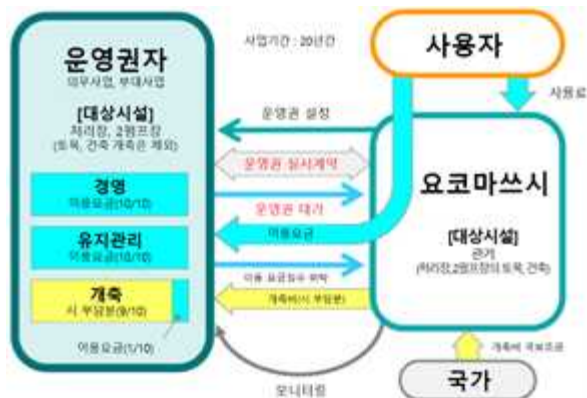 운영권자
의무사업, 부대사업
[대상시설]
처리장, 2펌프장
(토목, 건축 개축은 제외)
경영
이용요금(10/10)
유지관리
이용요금(10/10)
개축
시 부담분(9/10)
이용요금(1/10)
사업기간 : 20년간
운영권 설정
운영권 실시계약
운영권 대가
이용요금
이용 요금징수 위탁
개축비(시 부담분)
모니터링
사용자
사용료
요코마쓰시
[대상시설]
관거
(처리장,2펌프장의 토목, 건축)
개축비 국비보조금
국가